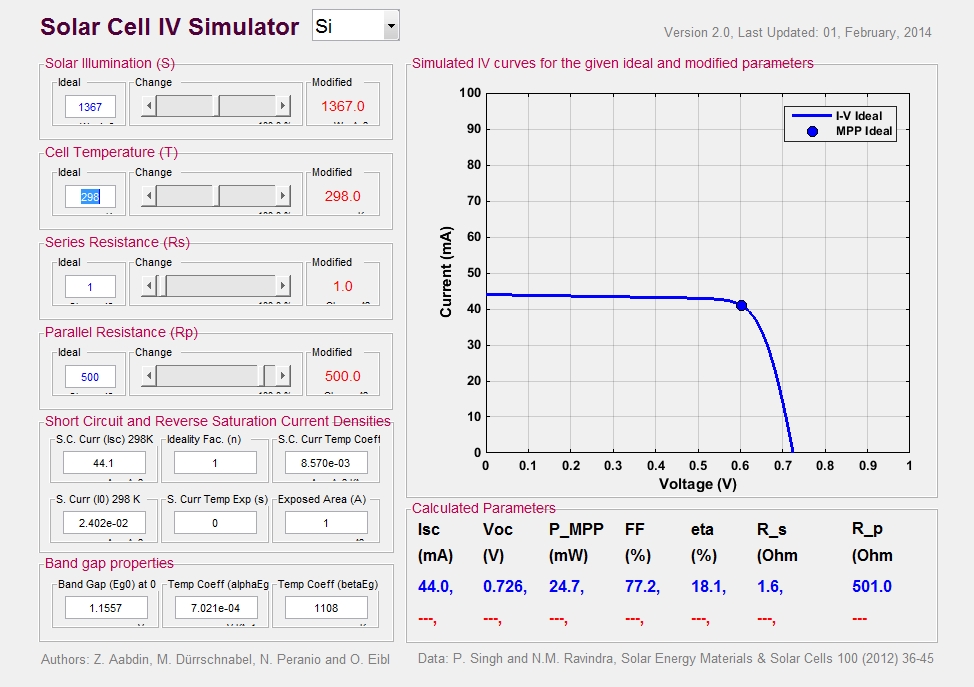 Solar Cell IV Simulator
Si
Version 2.0, Last Updated: 01, February, 2014
Solar Illumination (S)
Ideal Change Modified
1367 1367.0
Cell Temperature (T)
Ideal Change Modified
298 298.0
Series Resistance (Rs)
Ideal Change Modified
1 1.0
Parallel Resistance (Rp)
Ideal Change Modified
500 500.0
Short Circuit and Reverse Saturation Current Densities
S.C. Curr (Isc) 298K Ideality Fac. (n) S.C. Curr Temp Coeff
44.1 1 8.570e-03
S. Curr (I0) 298 K S. Curr Temp Exp (s) Exposed Area (A)
2.402e-02 0 1
Band gap properties
Band Gap (Eg0) at 0 Temp Coeff (alphaEg Temp Coeff (betaEg)
1.1557 7.021e-04 1108
Authors: Z. Aabdin, M. Dürrschnabel, N. Peranio and O. Eibl
Simulated IV curves for the given ideal and modified parameters
I-V Ideal
MPP Ideal
Current (mA)
100
90
80
70
60
50
40
30
20
10
0
0 0.1 0.2 0.3 0.4 0.5 0.6 0.7 0.8 0.9 1
Voltage (V)
Calculated Parameters
Isc Voc P_MPP FF eta R_s R_p
(mA) (V) (mW) (%) (%) (Ohm (Ohm
44.0, 0.726, 24.7, 77.2, 18.1, 1.6, 501.0
---, ---, ---, ---, ---, ---, ---
Data: P. Singh and N.M. Ravindra, Solar Energy Materials & Solar Cells 100 (2012) 36-45